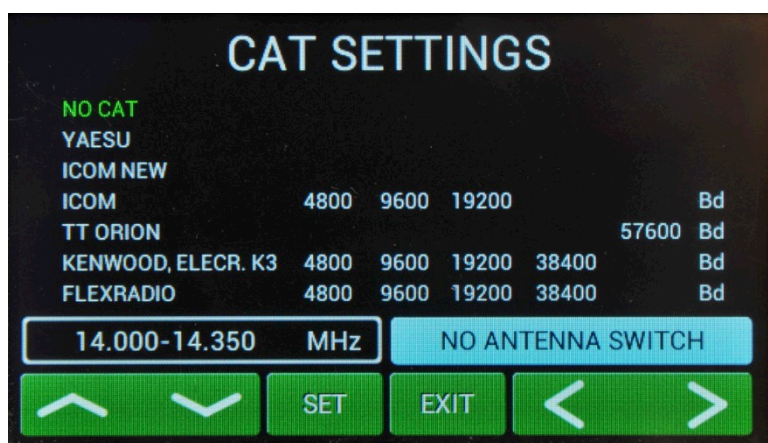 CAT SETTINGS
NO CAT
YAESU
ICOM NEW
ICOM 4800 9600 19200 Bd
TT ORION 57600 Bd
KENWOOD, ELECR. K3 4800 9600 19200 38400 Bd
FLEXRADIO 4800 9600 19200 38400 Bd
14.000-14.350 MHz NO ANTENNA SWITCH
SET EXIT